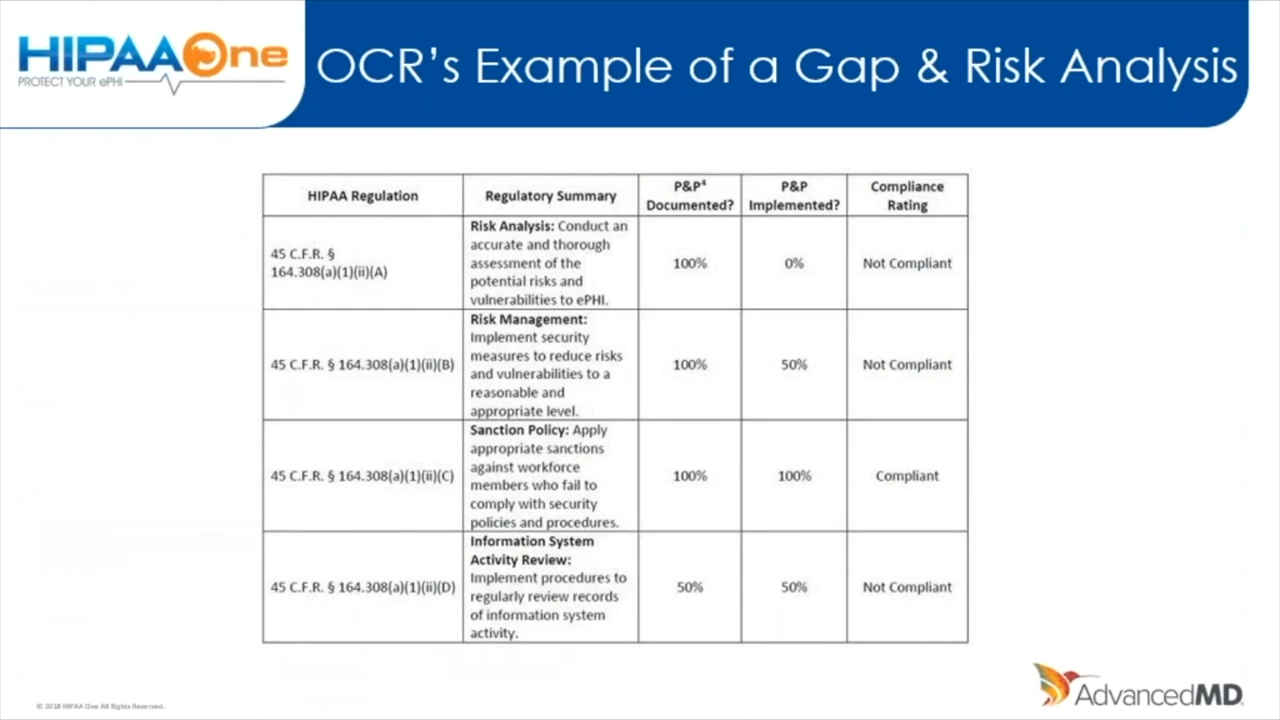 HIPAA One
PROTECT YOUR ePHI
OCR's Example of a Gap & Risk Analysis
HIPAA Regulation
Regulatory Summary
P&P⁴
Documented?
P&P
Implemented?
Compliance
Rating
45 C.F.R. §
164.308(a)(1)(ii)(A)
Risk Analysis: Conduct an
accurate and thorough
assessment of the
potential risks and
vulnerabilities to ePHI.
100%
0%
Not Compliant
45 C.F.R. § 164.308(a)(1)(ii)(B)
Risk Management:
Implement security
measures to reduce risks
and vulnerabilities to a
reasonable and
appropriate level.
100%
50%
Not Compliant
45 C.F.R. § 164.308(a)(1)(ii)(C)
Sanction Policy: Apply
appropriate sanctions
against workforce
members who fail to
comply with security
policies and procedures.
100%
100%
Compliant
45 C.F.R. § 164.308(a)(1)(ii)(D)
Information System
Activity Review:
Implement procedures to
regularly review records
of information system
activity.
50%
50%
Not Compliant
© 2018 HIPAA One All Rights Reserved.
AdvancedMD